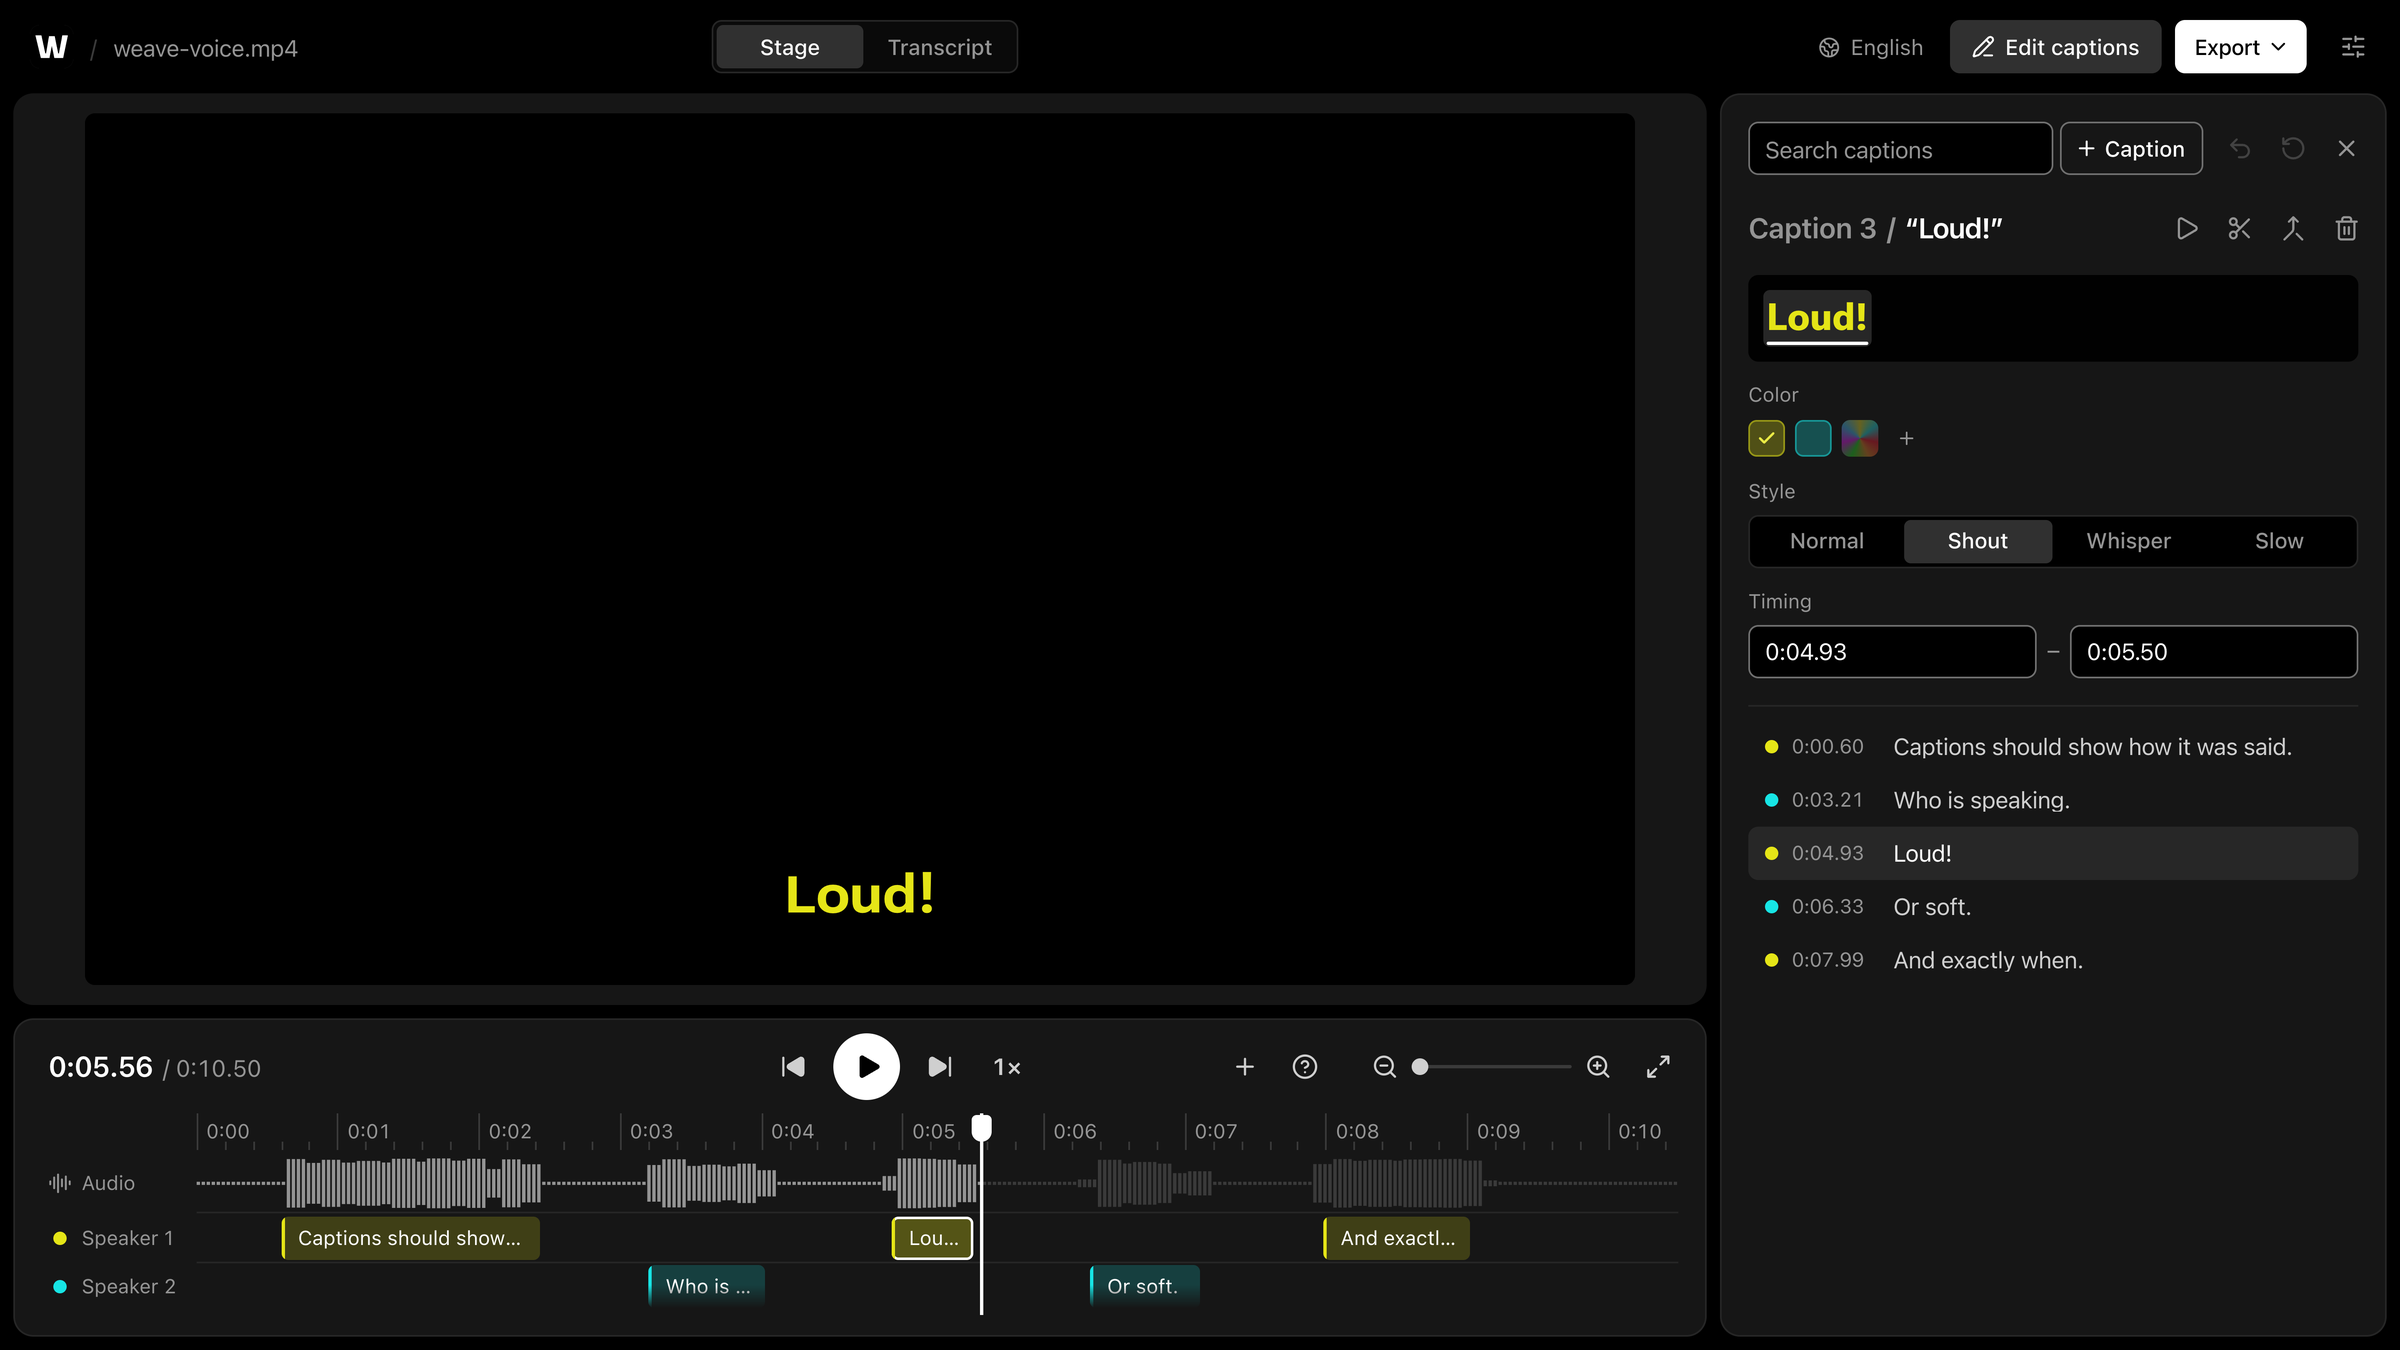 W / weave-voice.mp4
Stage Transcript
English Edit captions Export
Search captions + Caption
Caption 3 / “Loud!”
Loud!
Color
Style
Normal Shout Whisper Slow
Timing
0:04.93 – 0:05.50
0:00.60 Captions should show how it was said.
0:03.21 Who is speaking.
0:04.93 Loud!
0:06.33 Or soft.
0:07.99 And exactly when.
Loud!
0:05.56 / 0:10.50
1×
0:00 0:01 0:02 0:03 0:04 0:05 0:06 0:07 0:08 0:09 0:10
Audio
Speaker 1 Captions should show... Lou... And exactl...
Speaker 2 Who is ... Or soft.